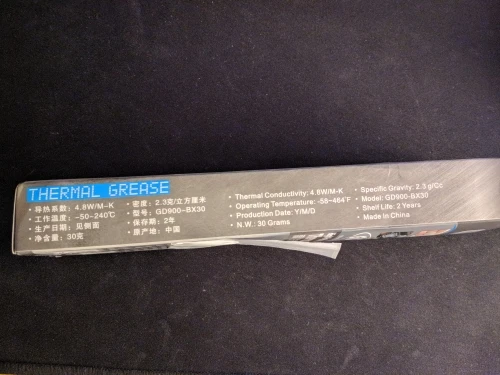 THERMAL GREASE
· 导热系数: 4.8W/M-K
· 工作温度: -50~240℃
· 生产日期: 见侧面
· 净含量: 30克
· 密度: 2.3克/立方厘米
· 型号: GD900-BX30
· 保存期: 2年
· 原产地: 中国
· Thermal Conductivity: 4.8W/M-K
· Operating Temperature: -58~464℉
· Production Date: Y/M/D
· N.W.: 30 Grams
· Specific Gravity: 2.3 g/Cc
· Model: GD900-BX30
· Shelf Life: 2 Years
· Made In China